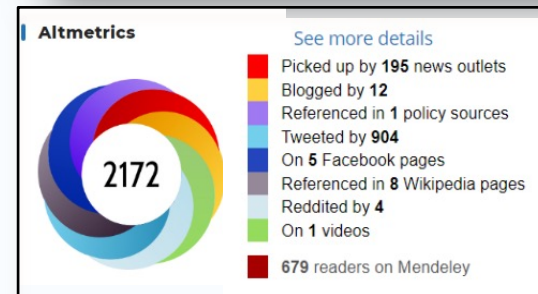 Altmetrics
See more details
2172
Picked up by 195 news outlets
Blogged by 12
Referenced in 1 policy sources
Tweeted by 904
On 5 Facebook pages
Referenced in 8 Wikipedia pages
Reddited by 4
On 1 videos
679 readers on Mendeley